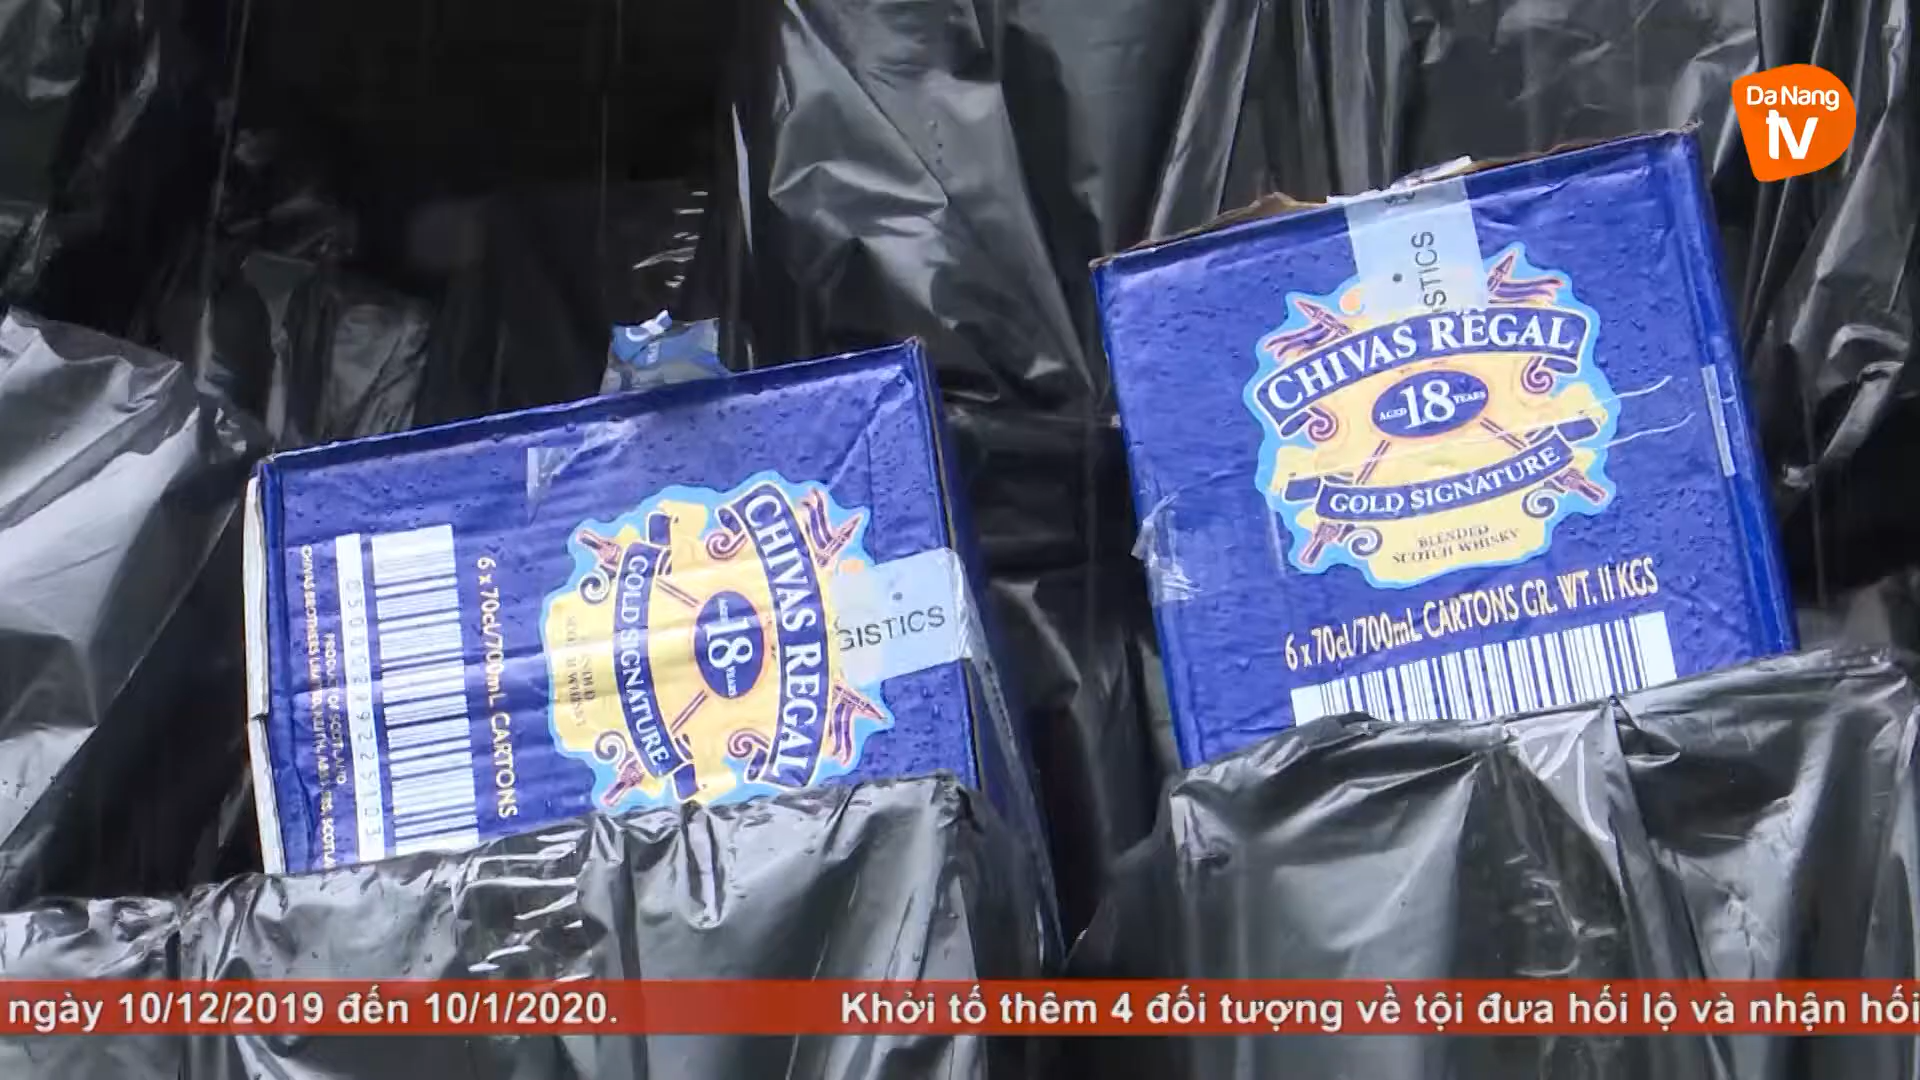 Da Nang
tv
STICS
CHIVAS REGAL
AGED 18 YEARS
GOLD SIGNATURE
BLENDED
SCOTCH WHISKY
6 x 70cl/700mL CARTONS GR. WT. 11 KGS
CHIVAS REGAL
18 YEARS
GOLD SIGNATURE
GISTICS
6 x 70cl/700mL CARTONS
ngày 10/12/2019 đến 10/1/2020.
Khởi tố thêm 4 đối tượng về tội đưa hối lộ và nhận hối